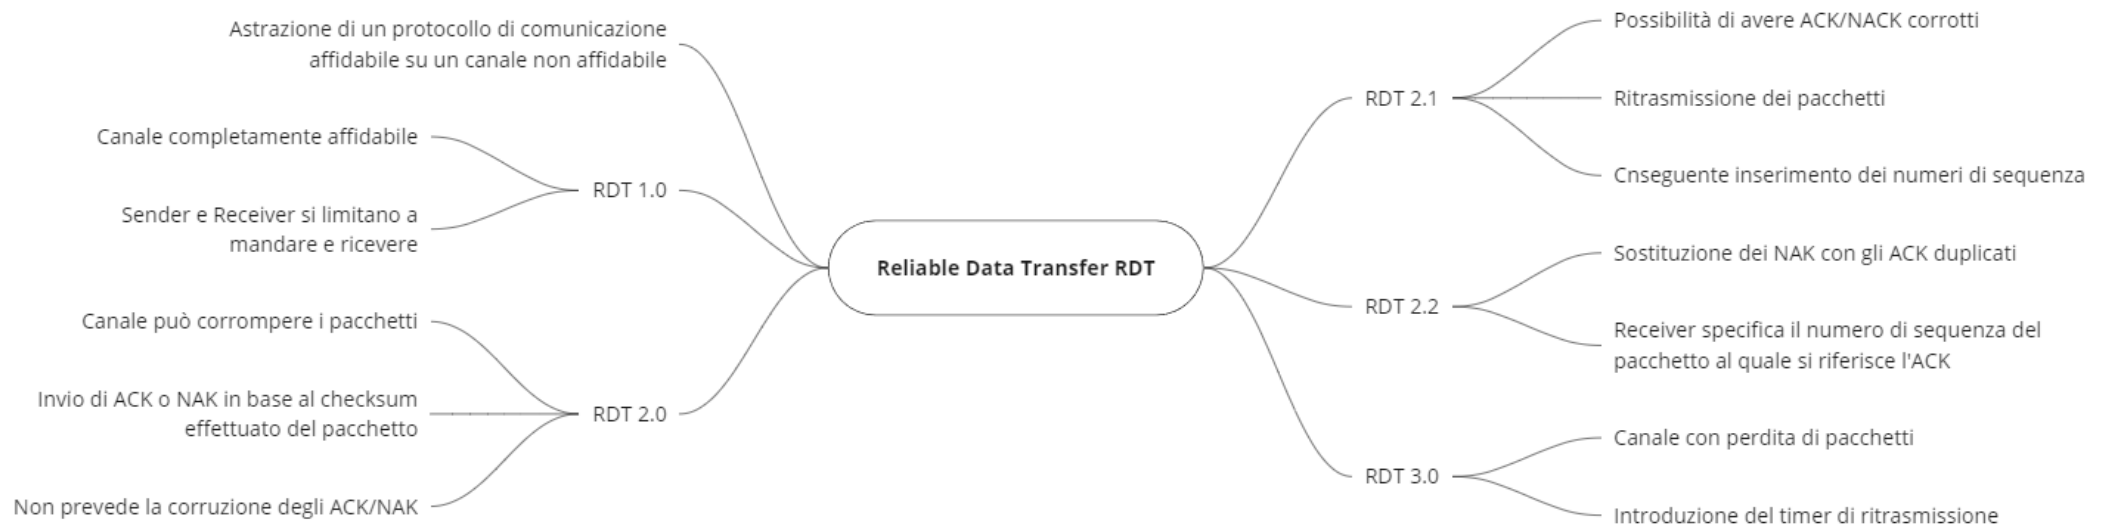 Astrazione di un protocollo di comunicazione
affidabile su un canale non affidabile
Canale completamente affidabile
RDT 1.0
Sender e Receiver si limitano a
mandare e ricevere
Canale può corrompere i pacchetti
Invio di ACK o NAK in base al checksum
effettuato del pacchetto
RDT 2.0
Non prevede la corruzione degli ACK/NAK
Reliable Data Transfer RDT
Possibilità di avere ACK/NACK corrotti
RDT 2.1
Ritrasmissione dei pacchetti
Cnseguente inserimento dei numeri di sequenza
Sostituzione dei NAK con gli ACK duplicati
RDT 2.2
Receiver specifica il numero di sequenza del
pacchetto al quale si riferisce l'ACK
Canale con perdita di pacchetti
RDT 3.0
Introduzione del timer di ritrasmissione